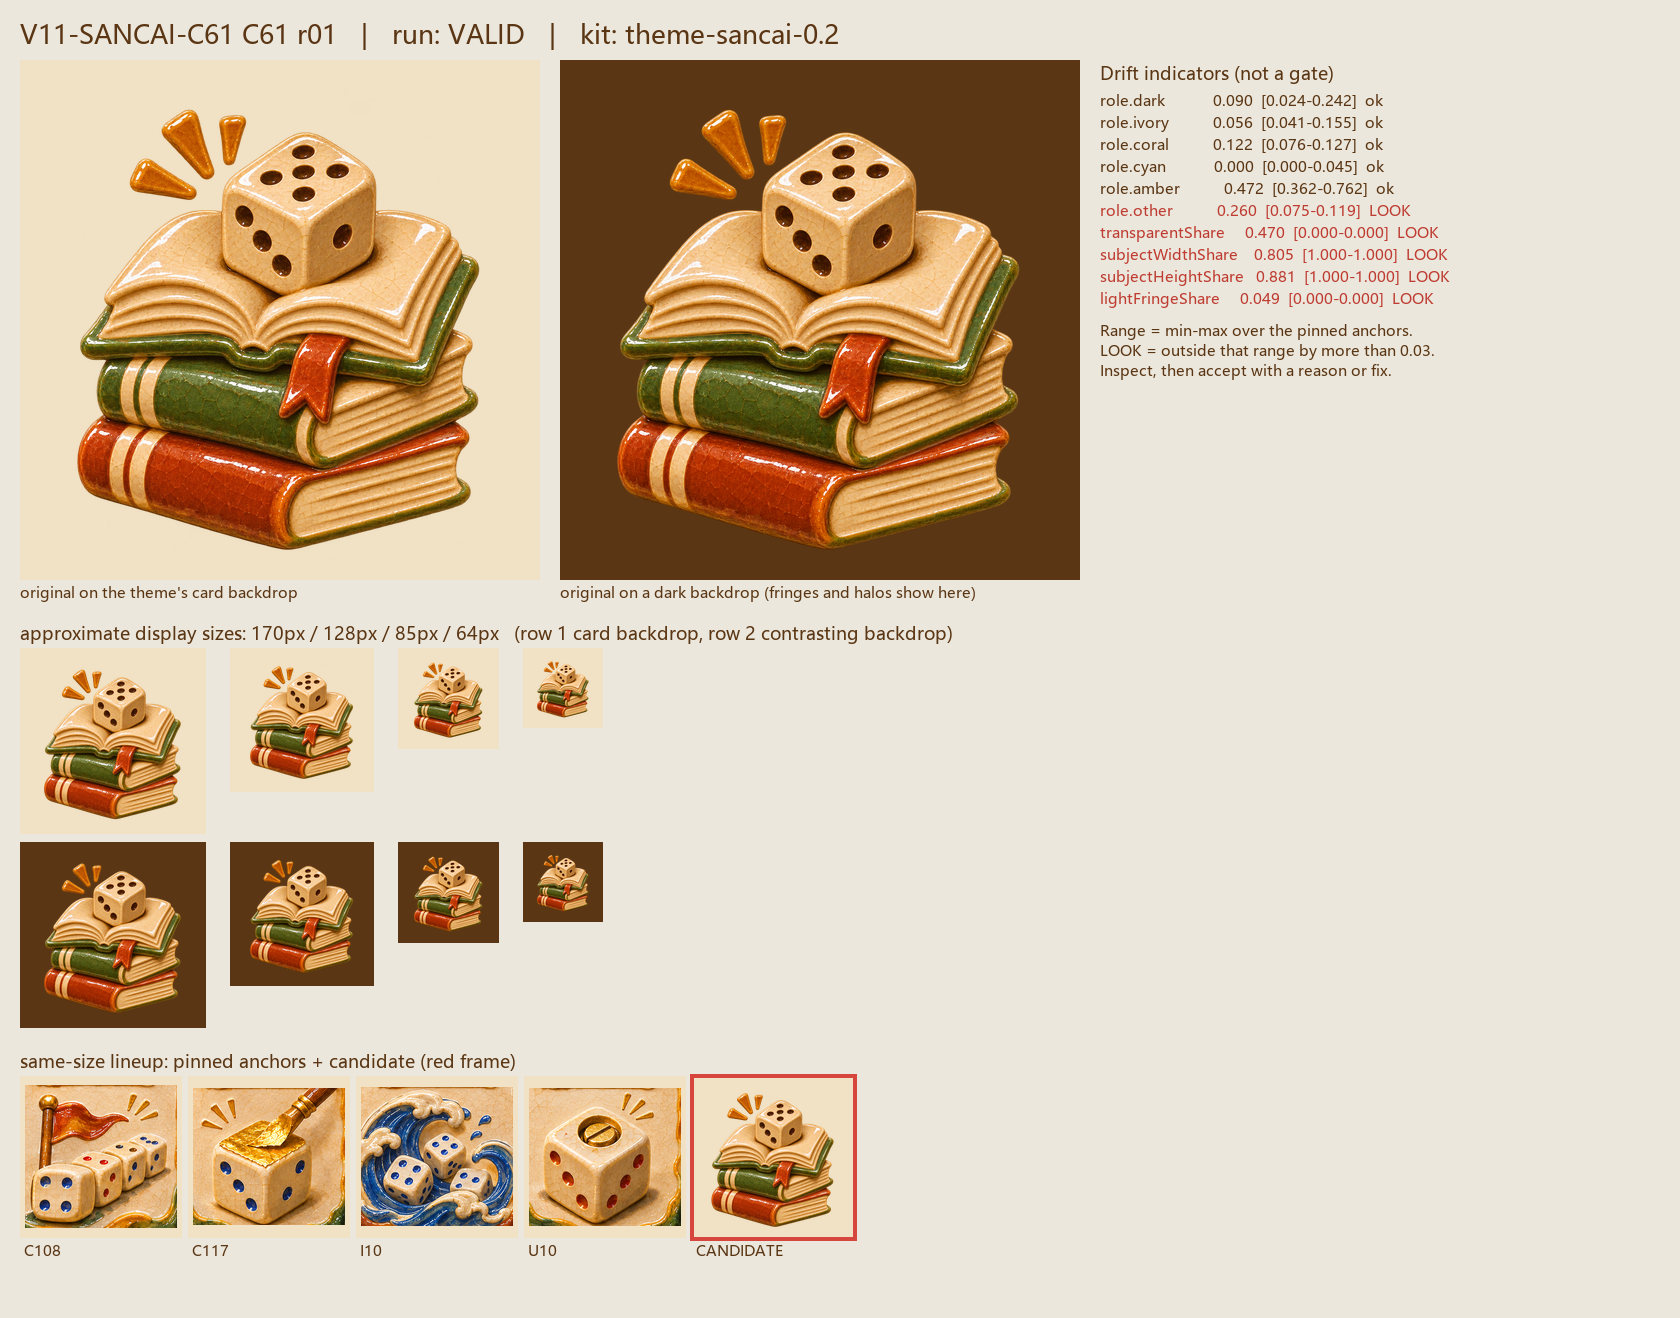 V11-SANCAI-C61 C61 r01   |   run: VALID   |   kit: theme-sancai-0.2
Drift indicators (not a gate)
role.dark 0.090 [0.024-0.242] ok
role.ivory 0.056 [0.041-0.155] ok
role.coral 0.122 [0.076-0.127] ok
role.cyan 0.000 [0.000-0.045] ok
role.amber 0.472 [0.362-0.762] ok
role.other 0.260 [0.075-0.119] LOOK
transparentShare 0.470 [0.000-0.000] LOOK
subjectWidthShare 0.805 [1.000-1.000] LOOK
subjectHeightShare 0.881 [1.000-1.000] LOOK
lightFringeShare 0.049 [0.000-0.000] LOOK
Range = min-max over the pinned anchors.
LOOK = outside that range by more than 0.03.
Inspect, then accept with a reason or fix.
original on the theme's card backdrop
original on a dark backdrop (fringes and halos show here)
approximate display sizes: 170px / 128px / 85px / 64px   (row 1 card backdrop, row 2 contrasting backdrop)
same-size lineup: pinned anchors + candidate (red frame)
C108
C117
I10
U10
CANDIDATE